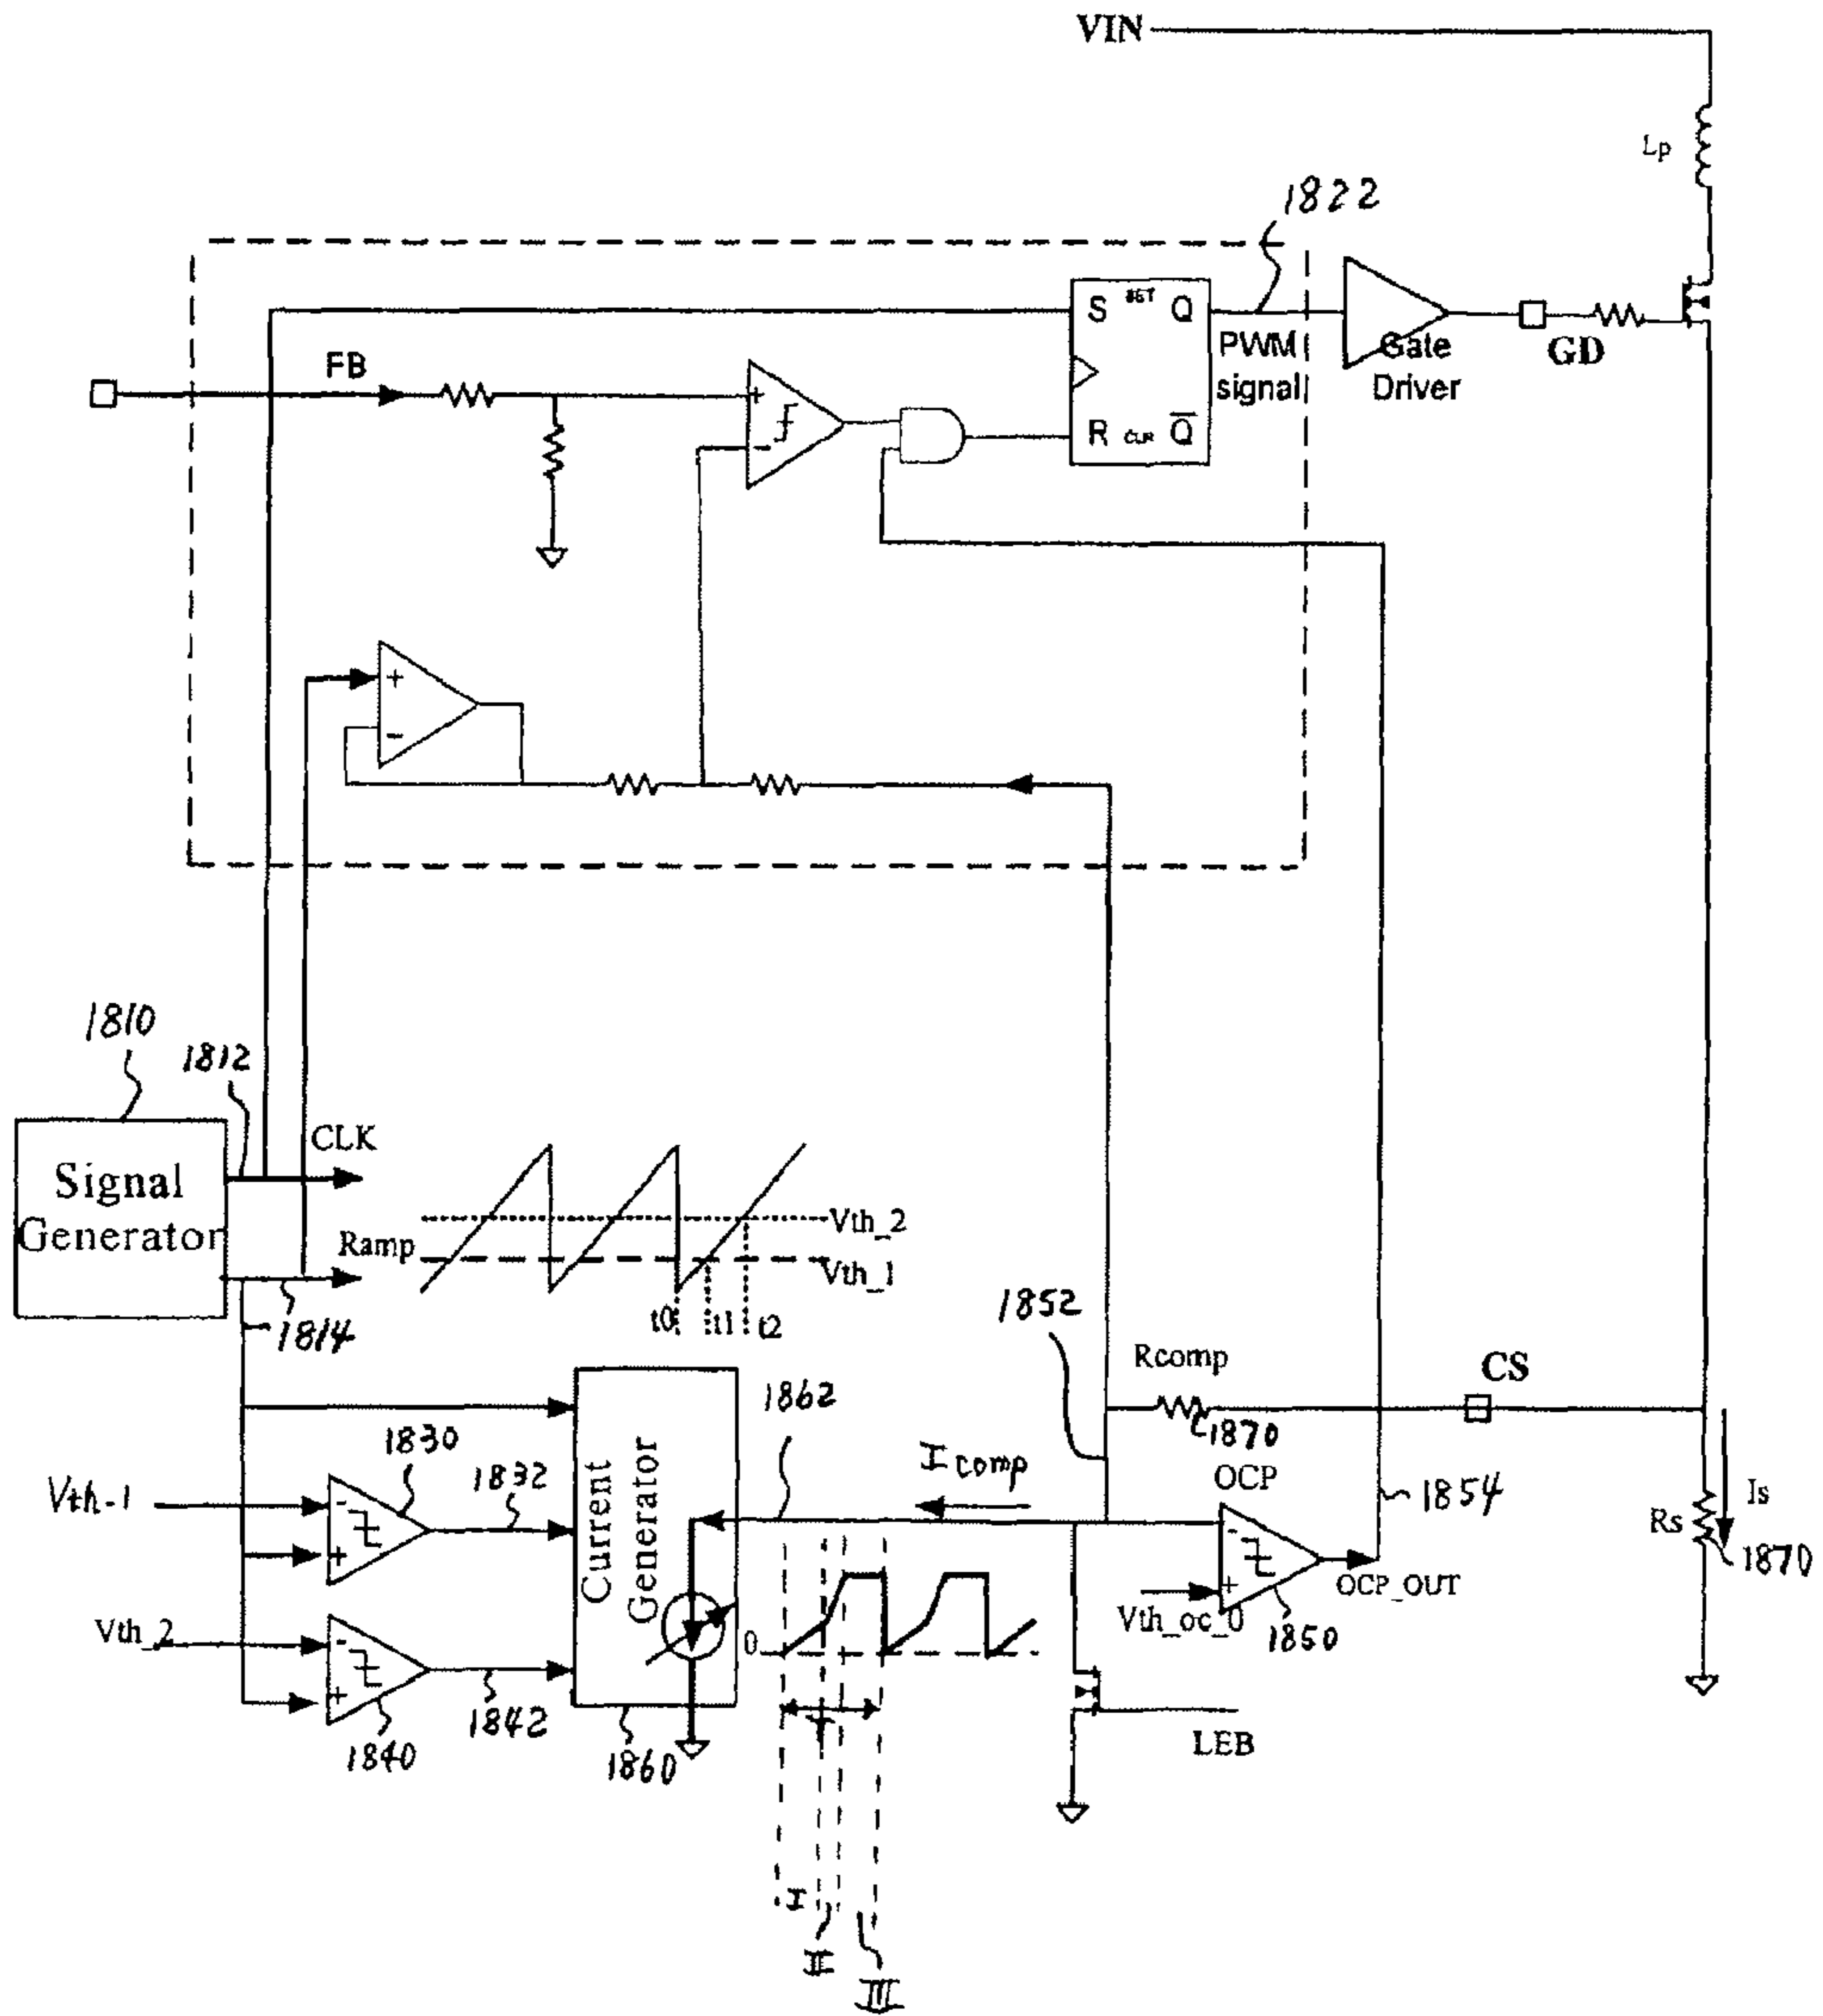 VIN
Lp
1822
S SET Q
PWM
signal
R CLR Q̅
Gate
Driver
GD
FB
+
-
+
-
1810
1812
CLK
Signal
Generator
Ramp
Vth_2
Vth_1
t0 t1 t2
1814
1852
Rcomp
CS
1870
1862
Icomp
OCP
1854
Is
Rs
1870
1830
1832
Vth-1
-
+
Current
Generator
-
+
OCP_OUT
Vth_oc_0
1850
Vth_2
-
+
0
1842
1840
1860
T
LEB
I
II
III